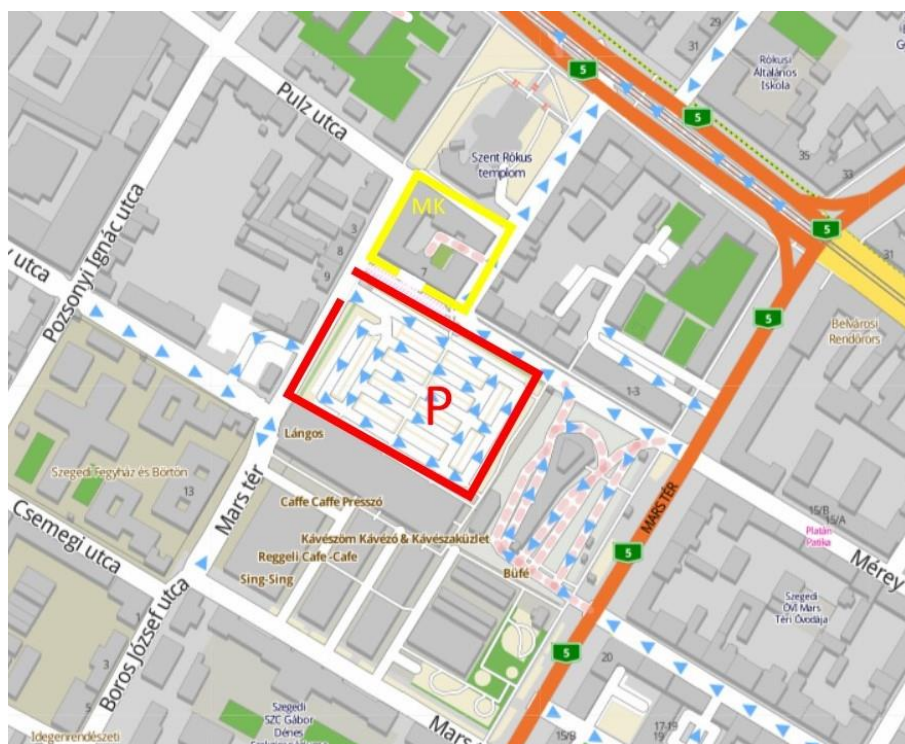 29
31
5
Rókusi
Általános
Iskola
5
Pulz utca
Szent Rókus
templom
35
33
MK
Pozsonyi Ignác utca
3
8
9
7
5
31
5
Belvárosi
Rendőrőrs
utca
1-3
P
Lángos
Szegedi Fegyház és Börtön
13
Mars tér
Caffe Caffe Presszó
Kávészóm Kávézó & Kávészaküzlet
Reggeli Cafe -Cafe
Sing-Sing
Büfé
MARS TÉR
15/B
15/A
Platán
Patika
Mérey
5
Csemegi utca
Boros József utca
Szegedi
ÓVI Mars
Téri Óvodája
5
3
5
20
Idegenrendészeti
Szegedi
SZC Gábor
Dénes
Mars t
15/B
17-19
19